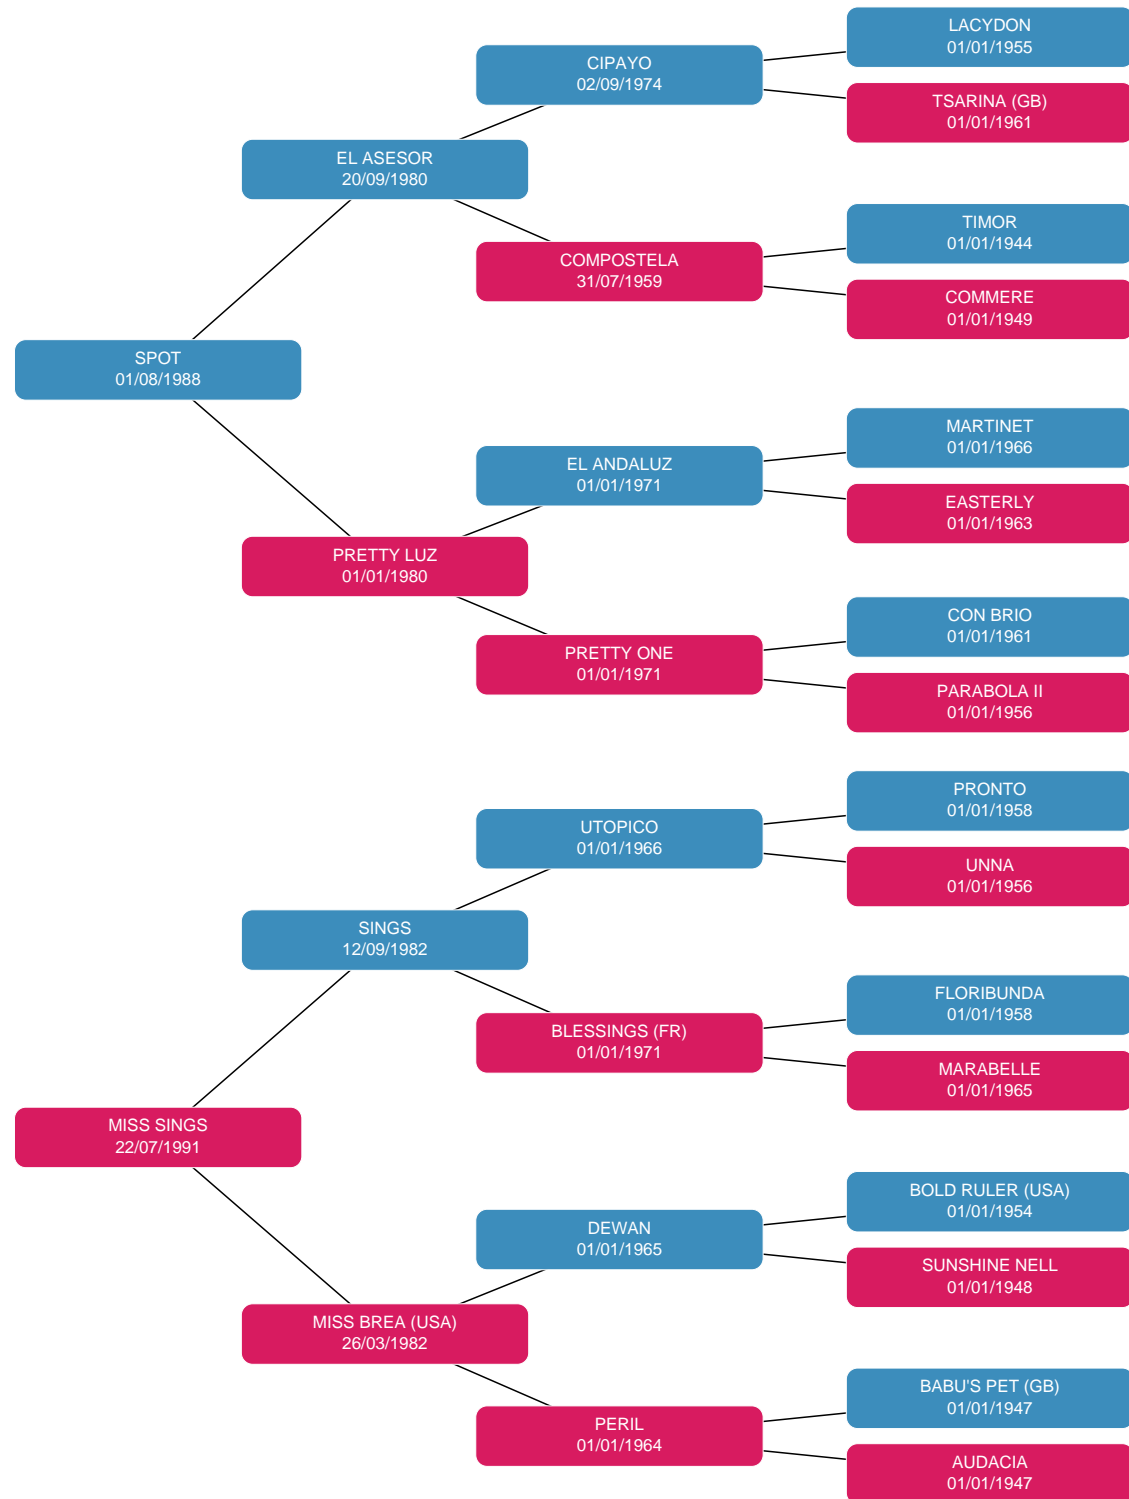 LACYDON
01/01/1955
CIPAYO
02/09/1974
TSARINA (GB)
01/01/1961
EL ASESOR
20/09/1980
TIMOR
01/01/1944
COMPOSTELA
31/07/1959
COMMERE
01/01/1949
SPOT
01/08/1988
MARTINET
01/01/1966
EL ANDALUZ
01/01/1971
EASTERLY
01/01/1963
PRETTY LUZ
01/01/1980
CON BRIO
01/01/1961
PRETTY ONE
01/01/1971
PARABOLA II
01/01/1956
PRONTO
01/01/1958
UTOPICO
01/01/1966
UNNA
01/01/1956
SINGS
12/09/1982
FLORIBUNDA
01/01/1958
BLESSINGS (FR)
01/01/1971
MARABELLE
01/01/1965
MISS SINGS
22/07/1991
BOLD RULER (USA)
01/01/1954
DEWAN
01/01/1965
SUNSHINE NELL
01/01/1948
MISS BREA (USA)
26/03/1982
BABU'S PET (GB)
01/01/1947
PERIL
01/01/1964
AUDACIA
01/01/1947